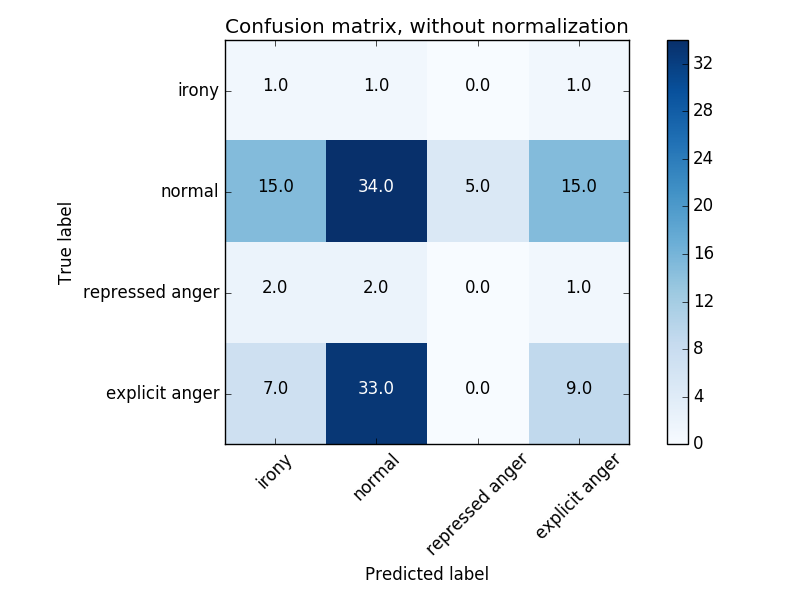 Confusion matrix, without normalization
irony 1.0 1.0 0.0 1.0
normal 15.0 34.0 5.0 15.0
repressed anger 2.0 2.0 0.0 1.0
explicit anger 7.0 33.0 0.0 9.0
irony normal repressed anger explicit anger
True label
Predicted label
32
28
24
20
16
12
8
4
0